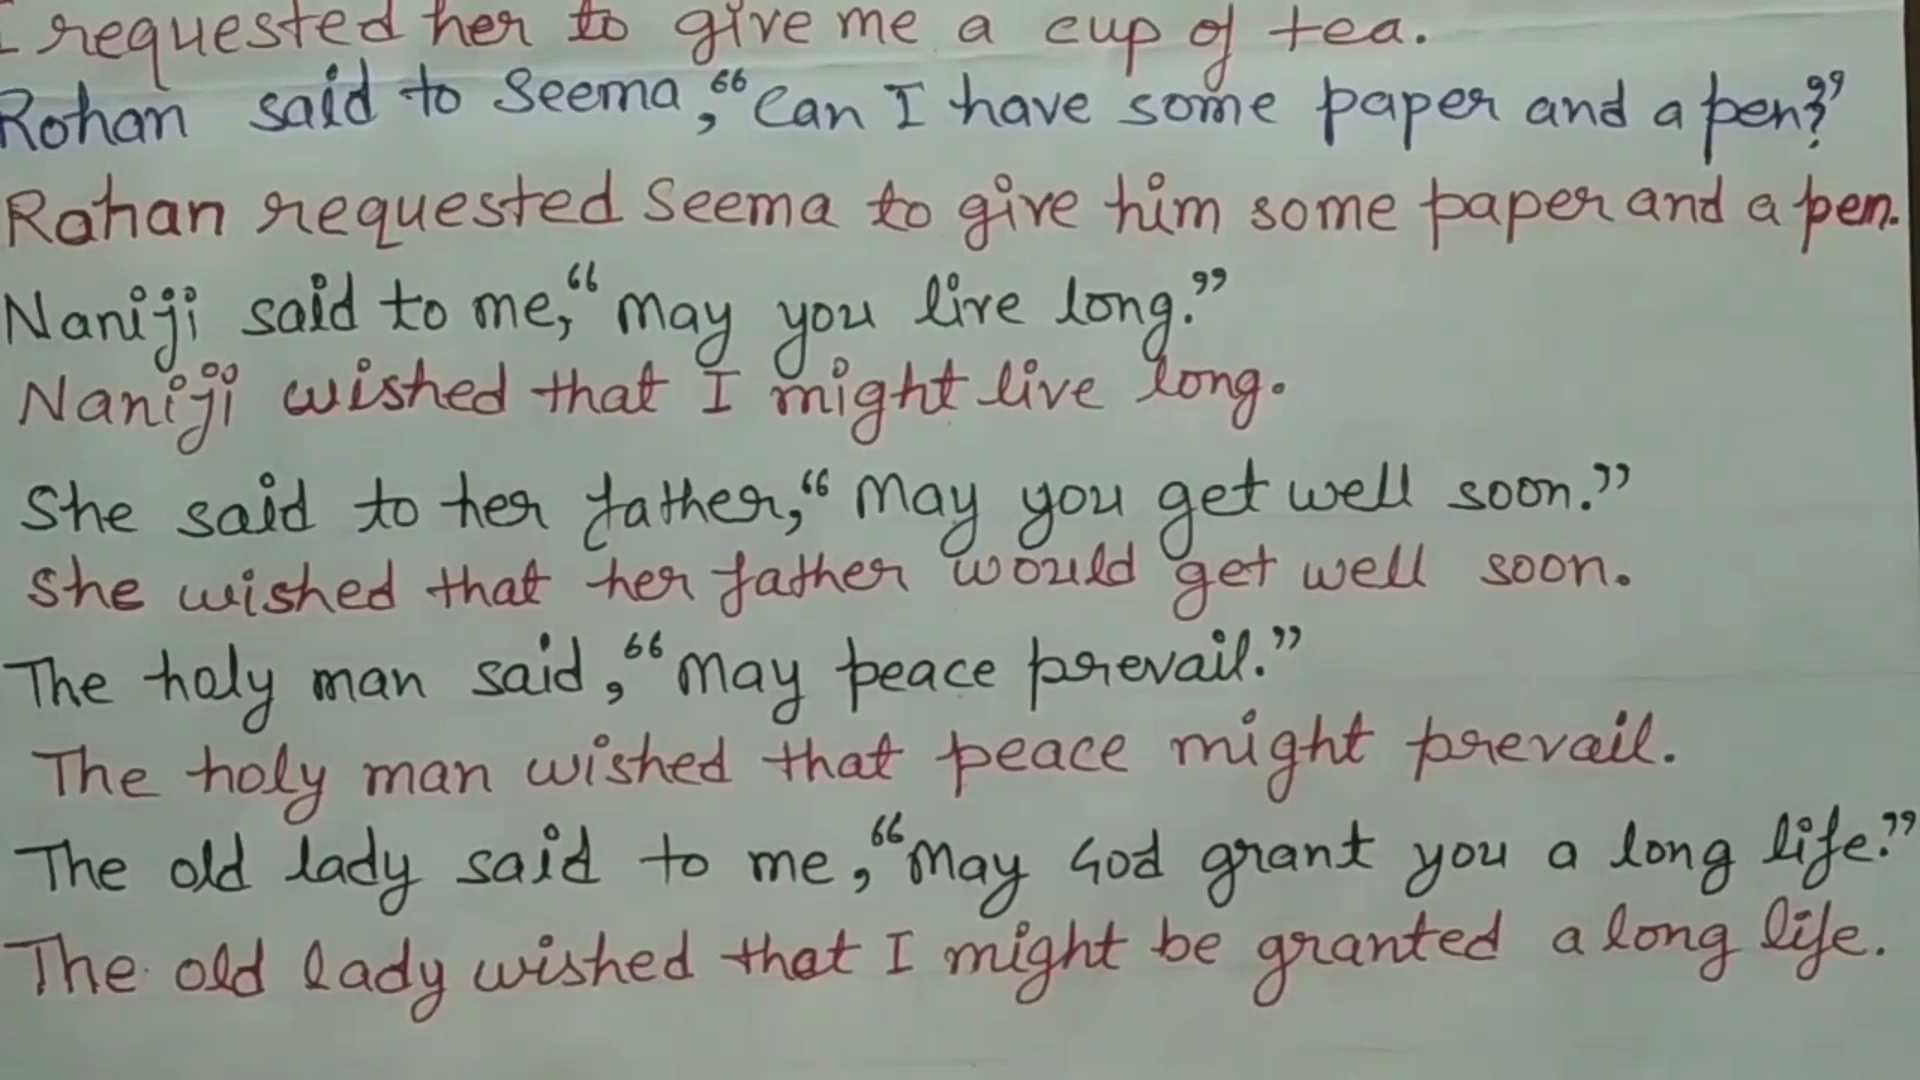 I requested her to give me a cup of tea.
Rohan said to Seema, “Can I have some paper and a pen?”
Rohan requested Seema to give him some paper and a pen.
Naniji said to me, “may you live long.”
Naniji wished that I might live long.
She said to her father, “may you get well soon.”
She wished that her father would get well soon.
The holy man said, “may peace prevail.”
The holy man wished that peace might prevail.
The old lady said to me, “may God grant you a long life.”
The old lady wished that I might be granted a long life.